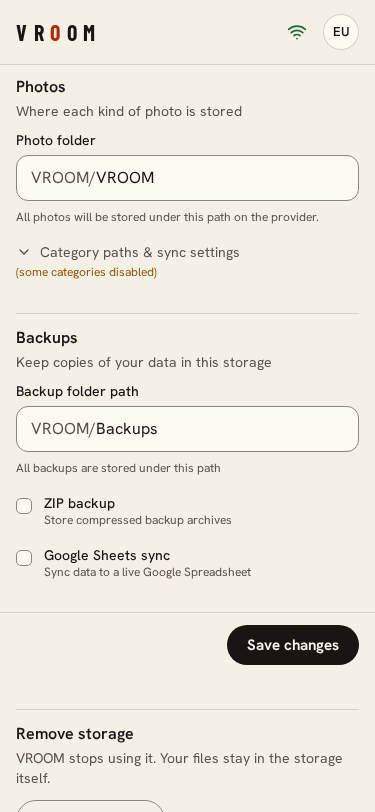 VROOM
EU
Photos
Where each kind of photo is stored
Photo folder
VROOM/VROOM
All photos will be stored under this path on the provider.
Category paths & sync settings
(some categories disabled)
Backups
Keep copies of your data in this storage
Backup folder path
VROOM/Backups
All backups are stored under this path
ZIP backup
Store compressed backup archives
Google Sheets sync
Sync data to a live Google Spreadsheet
Save changes
Remove storage
VROOM stops using it. Your files stay in the storage
itself.